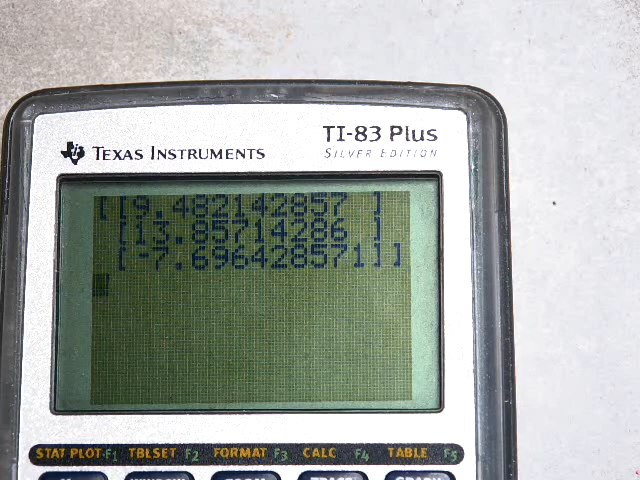 TI-83 Plus
TEXAS INSTRUMENTS
SILVER EDITION
[[9.482142857 ]
[13.85714286 ]
[-7.696428571]]
STAT PLOT F1 TBLSET F2 FORMAT F3 CALC F4 TABLE F5